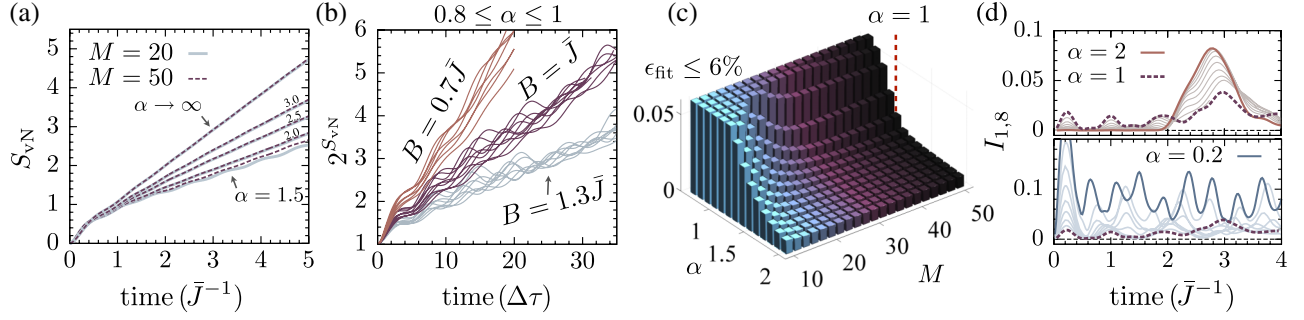 (a)
M = 20
M = 50
α → ∞
3.0
2.5
2.0
α = 1.5
S_vN
0 1 2 3 4 5
0 1 2 3 4 5
time (J̄⁻¹)
(b)
0.8 ≤ α ≤ 1
B = 0.7J̄
B = J̄
B = 1.3J̄
2^{S_vN}
1 2 3 4 5 6
0 10 20 30
time (Δτ)
(c)
α = 1
ϵ_fit ≤ 6%
0.05
0
1
1.5
2
α
10 20 30 40 50
M
(d)
α = 2
α = 1
0.1
0.05
0
I_{1,8}
α = 0.2
0.1
0
0 1 2 3 4
time (J̄⁻¹)